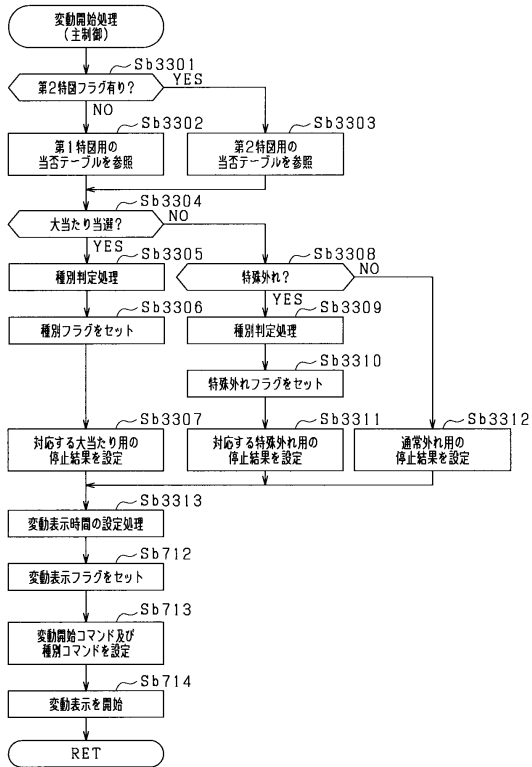 変動開始処理
(主制御)
Sb3301
第2特図フラグ有り?
YES
NO
Sb3302
第1特図用の
当否テーブルを参照
Sb3303
第2特図用の
当否テーブルを参照
Sb3304
大当たり当選?
NO
YES
Sb3305
種別判定処理
Sb3308
特殊外れ?
NO
YES
Sb3306
種別フラグをセット
Sb3309
種別判定処理
Sb3310
特殊外れフラグをセット
Sb3307
対応する大当たり用の
停止結果を設定
Sb3311
対応する特殊外れ用の
停止結果を設定
Sb3312
通常外れ用の
停止結果を設定
Sb3313
変動表示時間の設定処理
Sb712
変動表示フラグをセット
Sb713
変動開始コマンド及び
種別コマンドを設定
Sb714
変動表示を開始
RET